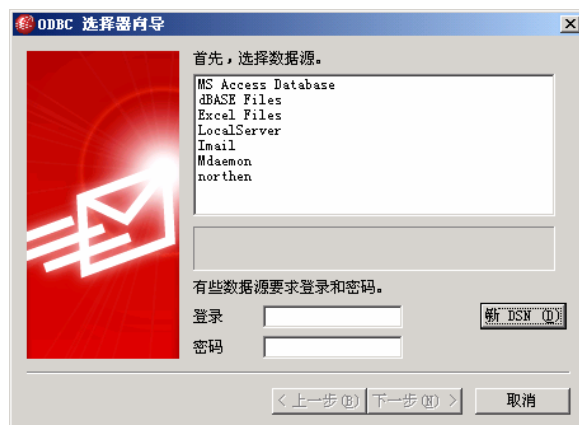 ODBC 选择器向导
首先，选择数据源。
MS Access Database
dBASE Files
Excel Files
LocalServer
Imail
Mdaemon
northen
有些数据源要求登录和密码。
登录
新 DSN (D)
密码
< 上一步(B)
下一步(N) >
取消